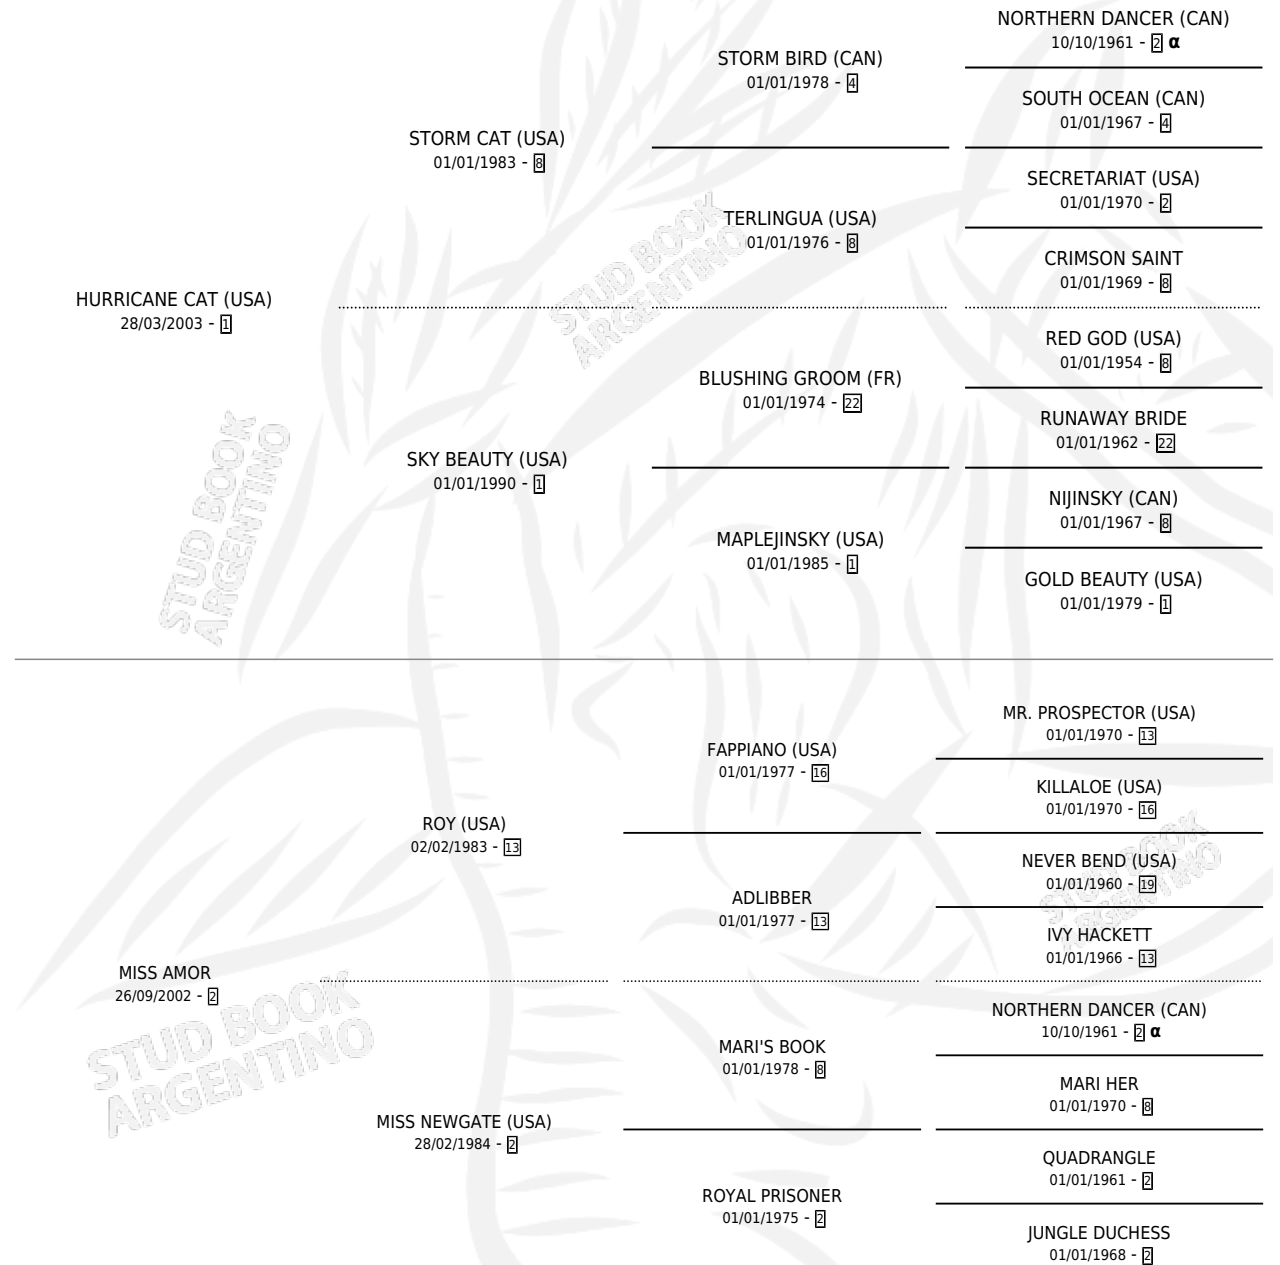 NORTHERN DANCER (CAN)
10/10/1961 - 2 α
STORM BIRD (CAN)
01/01/1978 - 4
SOUTH OCEAN (CAN)
01/01/1967 - 4
STORM CAT (USA)
01/01/1983 - 8
SECRETARIAT (USA)
01/01/1970 - 2
TERLINGUA (USA)
01/01/1976 - 8
CRIMSON SAINT
01/01/1969 - 8
STUD BOOK
ARGENTINO
HURRICANE CAT (USA)
28/03/2003 - 1
RED GOD (USA)
01/01/1954 - 8
BLUSHING GROOM (FR)
01/01/1974 - 22
RUNAWAY BRIDE
01/01/1962 - 22
SKY BEAUTY (USA)
01/01/1990 - 1
NIJINSKY (CAN)
01/01/1967 - 8
MAPLEJINSKY (USA)
01/01/1985 - 1
GOLD BEAUTY (USA)
01/01/1979 - 1
STUD BOOK
ARGENTINO
MR. PROSPECTOR (USA)
01/01/1970 - 13
FAPPIANO (USA)
01/01/1977 - 16
KILLALOE (USA)
01/01/1970 - 16
ROY (USA)
02/02/1983 - 13
NEVER BEND (USA)
01/01/1960 - 19
ADLIBBER
01/01/1977 - 13
IVY HACKETT
01/01/1966 - 13
STUD BOOK
ARGENTINO
MISS AMOR
26/09/2002 - 2
NORTHERN DANCER (CAN)
10/10/1961 - 2 α
MARI'S BOOK
01/01/1978 - 8
MARI HER
01/01/1970 - 8
STUD BOOK
ARGENTINO
MISS NEWGATE (USA)
28/02/1984 - 2
QUADRANGLE
01/01/1961 - 2
ROYAL PRISONER
01/01/1975 - 2
JUNGLE DUCHESS
01/01/1968 - 2